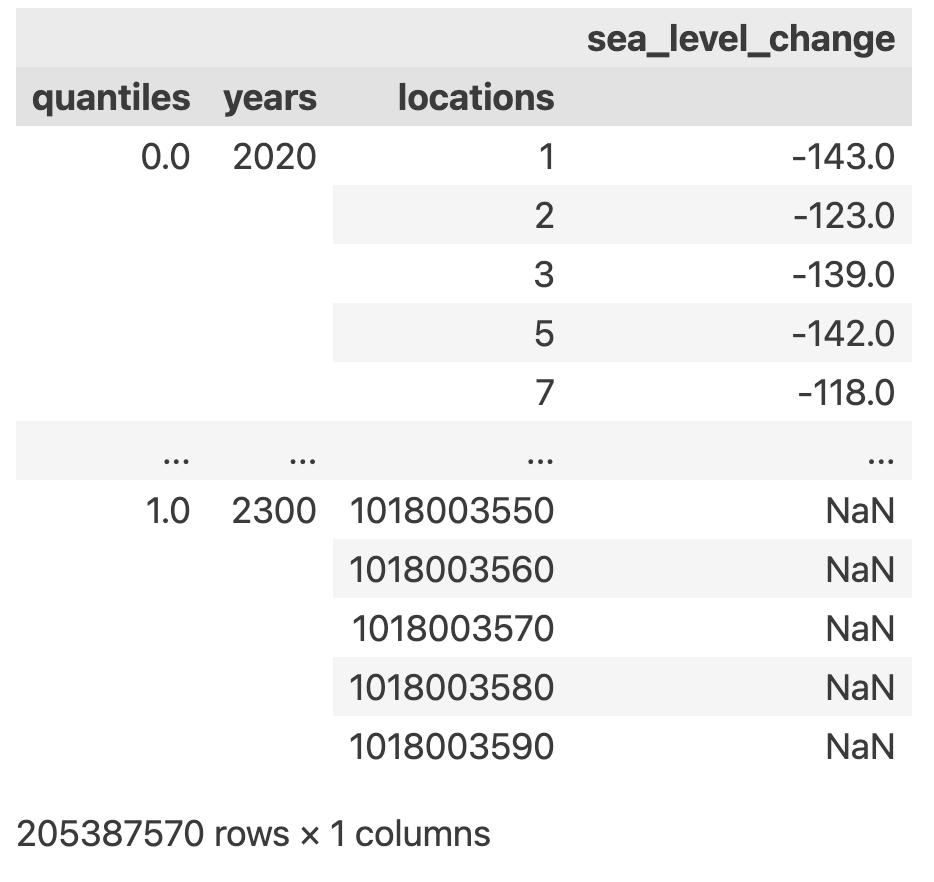 sea_level_change
quantiles years locations
0.0 2020 1 -143.0
2 -123.0
3 -139.0
5 -142.0
7 -118.0
... ... ... ...
1.0 2300 1018003550 NaN
1018003560 NaN
1018003570 NaN
1018003580 NaN
1018003590 NaN
205387570 rows × 1 columns